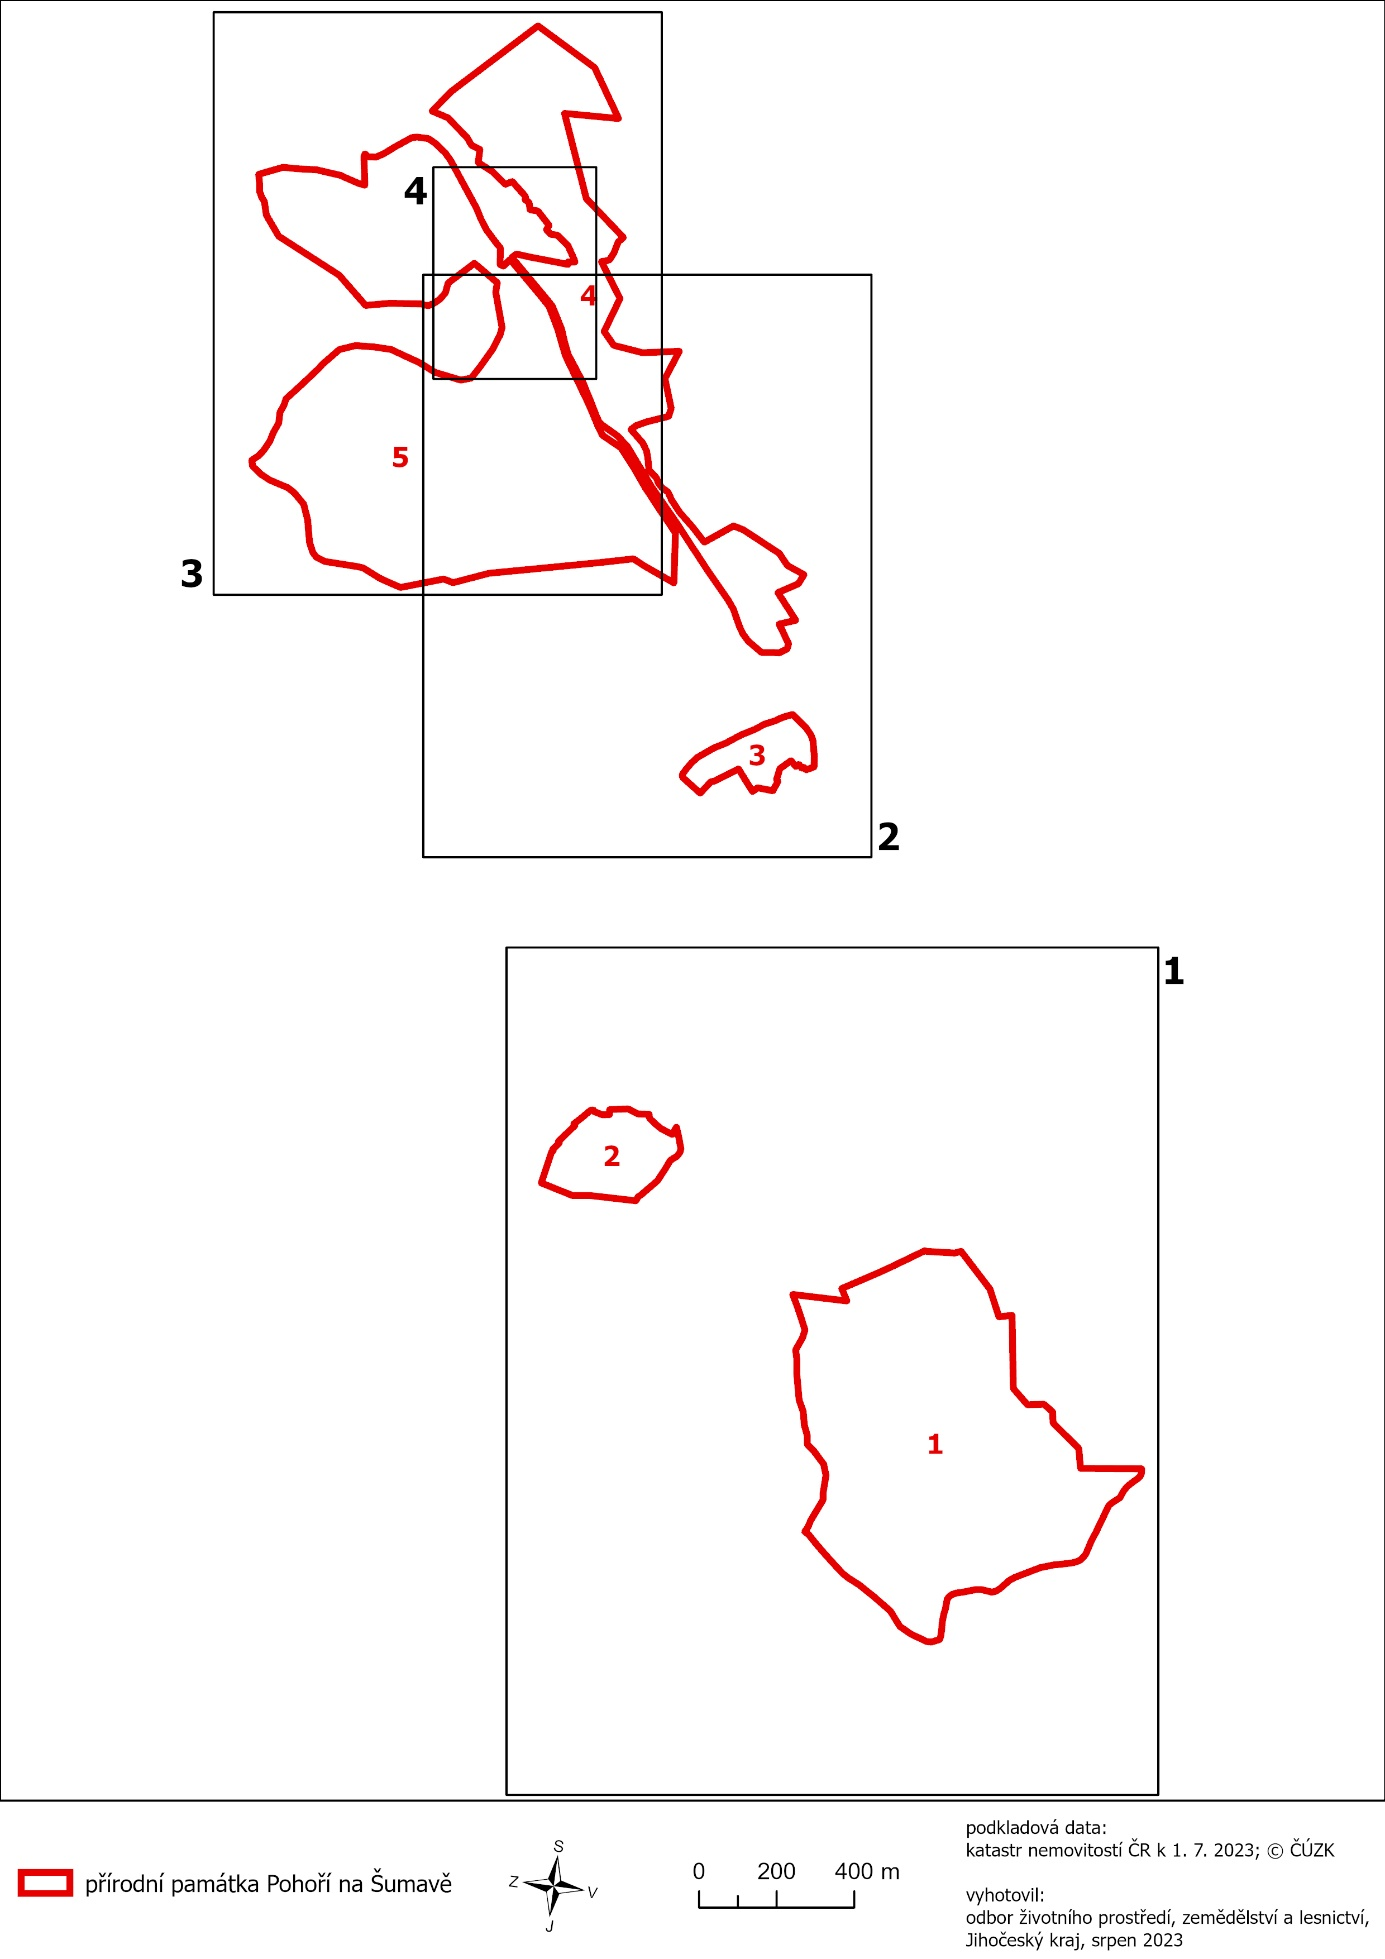 4
4
5
3
3
2
1
2
1
přírodní památka Pohoří na Šumavě
S
Z
V
J
0 200 400 m
podkladová data:
katastr nemovitostí ČR k 1. 7. 2023; © ČÚZK
vyhotovil:
odbor životního prostředí, zemědělství a lesnictví,
Jihočeský kraj, srpen 2023